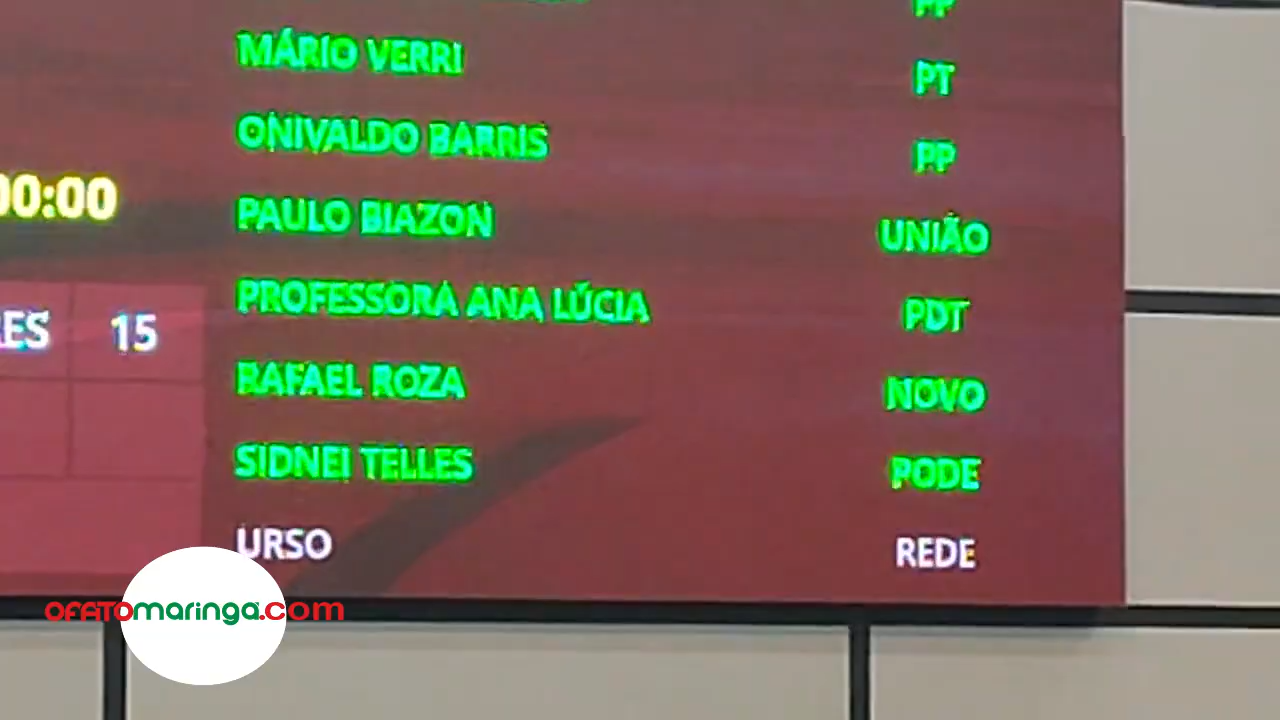 PP
MÁRIO VERRI PT
ONIVALDO BARRIS PP
00:00
PAULO BIAZON UNIÃO
PROFESSORA ANA LÚCIA PDT
15
RAFAEL ROZA NOVO
SIDNEI TELLES PODE
URSO REDE
OFATOmaringa.com